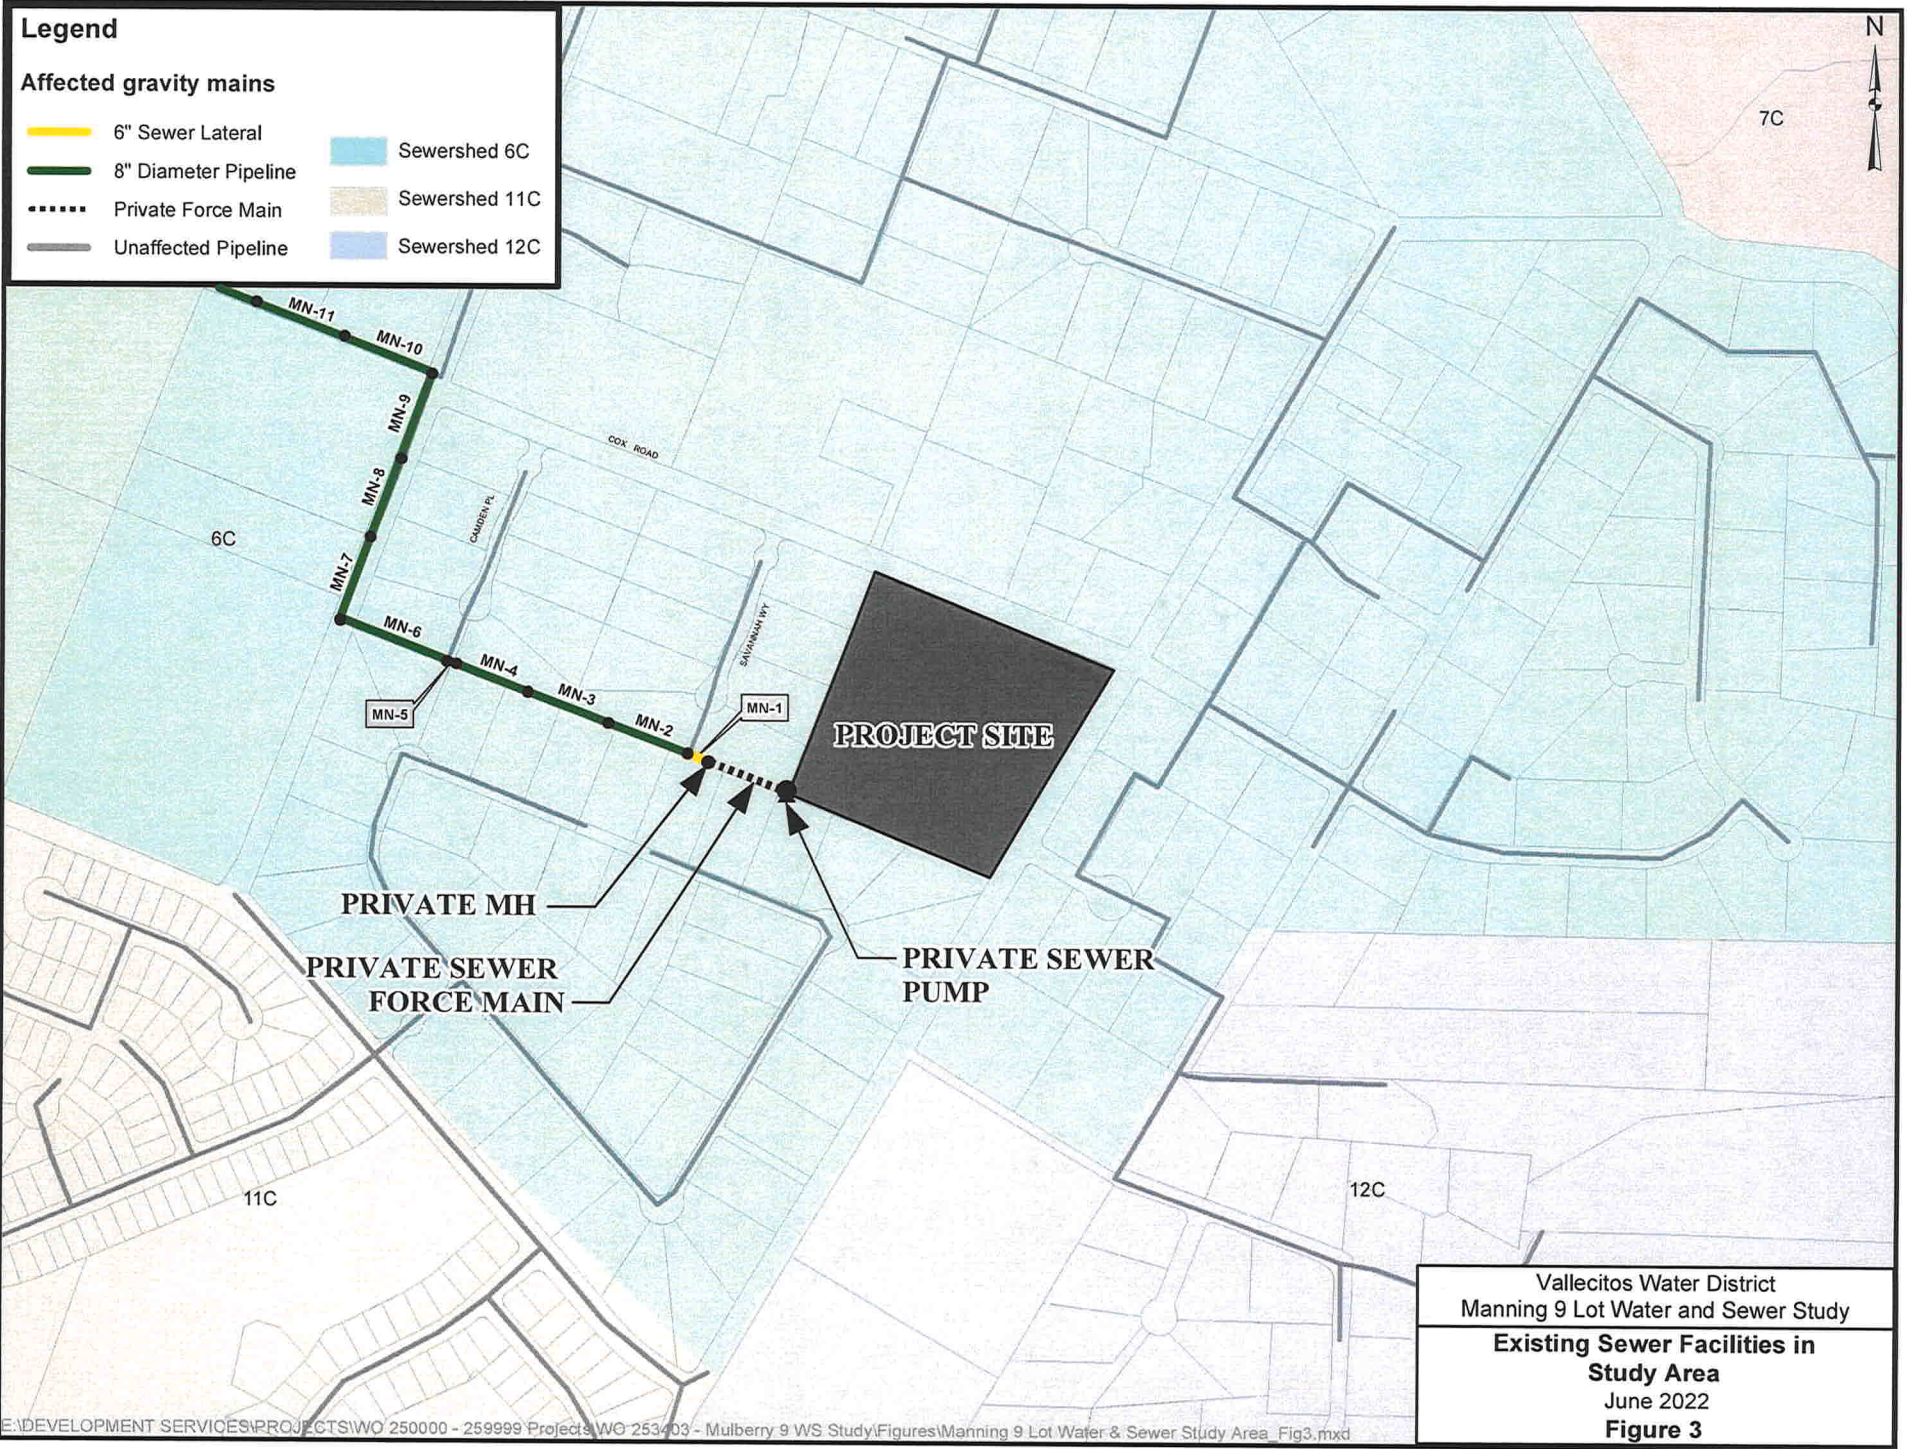 Legend
Affected gravity mains
6" Sewer Lateral
8" Diameter Pipeline
Private Force Main
Unaffected Pipeline
Sewershed 6C
Sewershed 11C
Sewershed 12C
N
7C
MN-11
MN-10
MN-9
MN-8
MN-7
COX ROAD
CAMDEN PL
6C
MN-6
MN-4
MN-3
MN-2
SAVANNAH WY
MN-5
MN-1
PROJECT SITE
PRIVATE MH
PRIVATE SEWER
FORCE MAIN
PRIVATE SEWER
PUMP
11C
12C
Vallecitos Water District
Manning 9 Lot Water and Sewer Study
Existing Sewer Facilities in
Study Area
June 2022
Figure 3
E:\DEVELOPMENT SERVICES\PROJECTS\WO 250000 - 259999 Projects\WO 253403 - Mulberry 9 WS Study\Figures\Manning 9 Lot Water & Sewer Study Area_Fig3.mxd